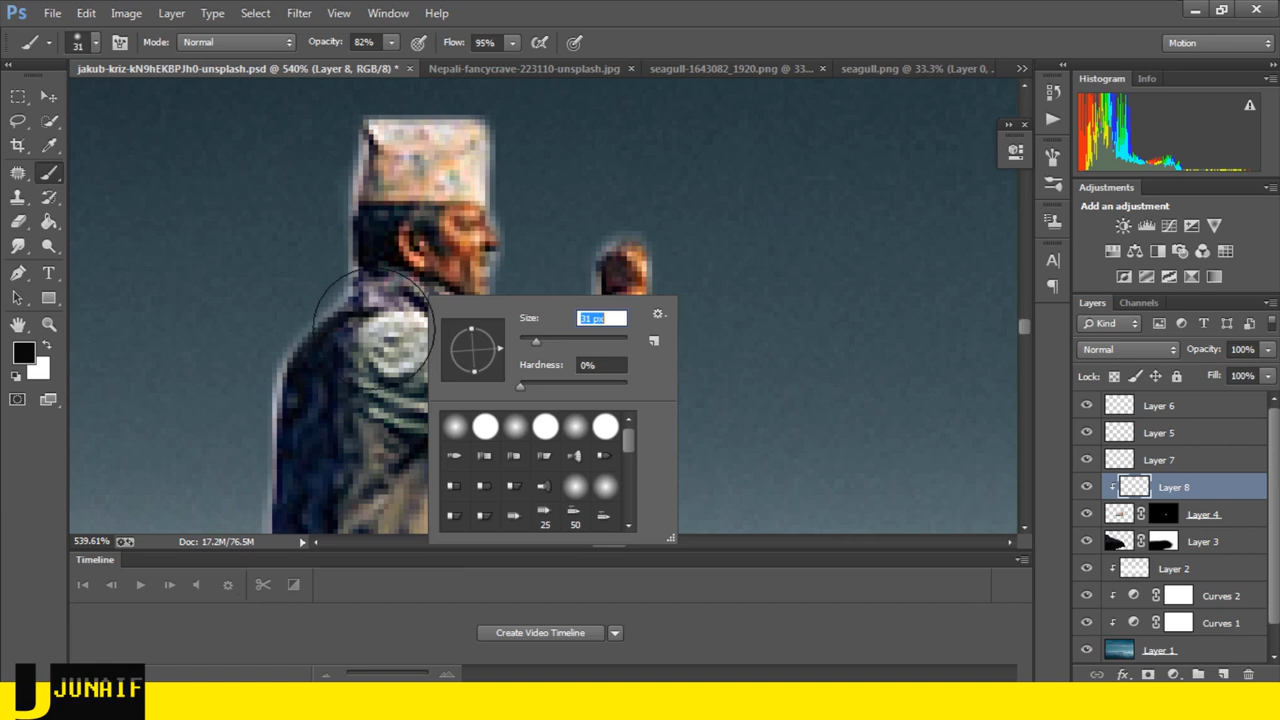 Ps File Edit Image Layer Type Select Filter View Window Help
31 Mode: Normal Opacity: 82% Flow: 95% Motion
jakub-kriz-kN9hEKBPJh0-unsplash.psd @ 540% (Layer 8, RGB/8) * × Nepali-fancycrave-223110-unsplash.jpg × seagull-1643082_1920.png @ 33... × seagull.png @ 33.3% (Layer 0, ...
Histogram Info
Adjustments
Add an adjustment
Size: 31 px
Hardness: 0%
25 50
Layers Channels
Kind
Normal Opacity: 100%
Lock: Fill: 100%
Layer 6
Layer 5
Layer 7
Layer 8
Layer 4
Layer 3
Layer 2
Curves 2
Curves 1
Layer 1
539.61% Doc: 17.2M/76.5M
Timeline
Create Video Timeline
J JUNAIF